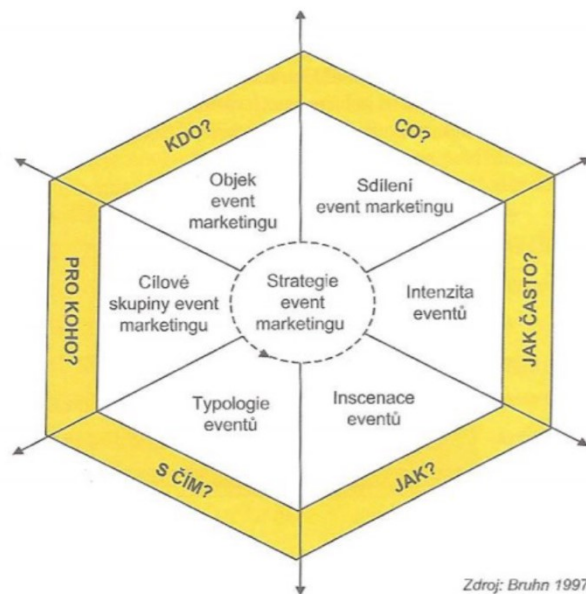 KDO?
CO?
Objek
event
marketingu
Sdílení
event marketingu
PRO KOHO?
Cílové
skupiny event
marketingu
Strategie
event
marketingu
Intenzita
eventů
JAK ČASTO?
Typologie
eventů
Inscenace
eventů
S ČÍM?
JAK?
Zdroj: Bruhn 1997